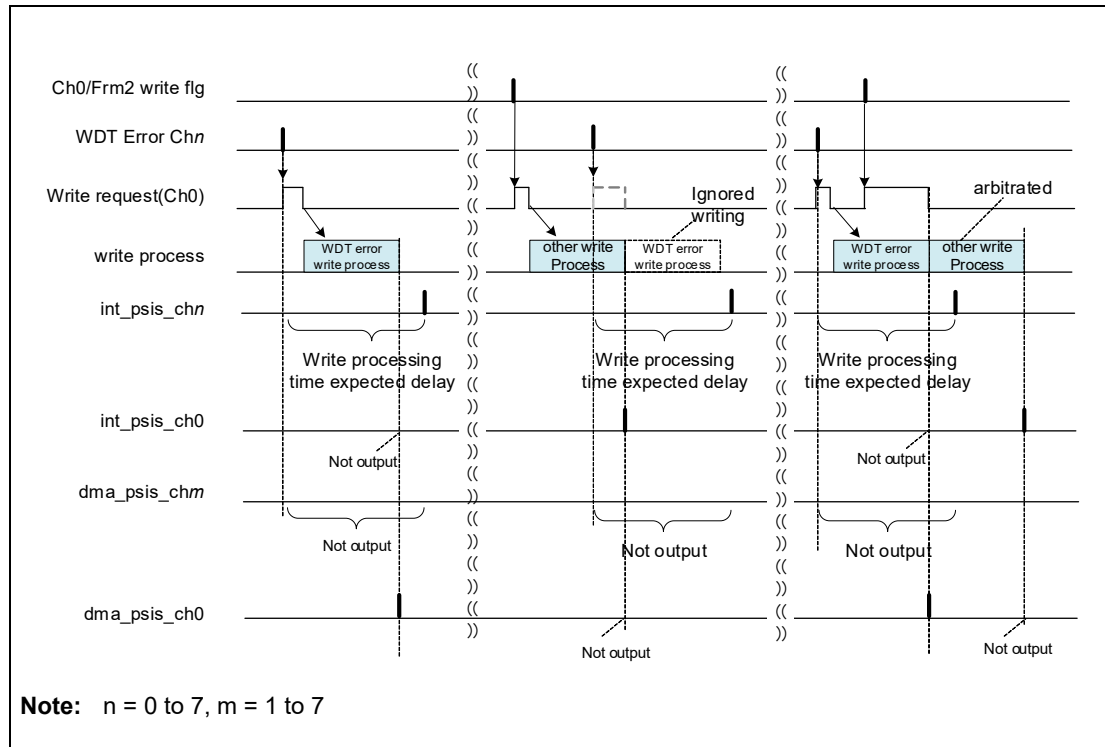 Ch0/Frm2 write flg
WDT Error Chn
Write request(Ch0)
Ignored
writing
arbitrated
write process
WDT error
write process
other write
Process
WDT error
write process
WDT error
write process
other write
Process
int_psis_chn
Write processing
time expected delay
Write processing
time expected delay
Write processing
time expected delay
int_psis_ch0
Not output
Not output
dma_psis_chm
Not output
Not output
Not output
dma_psis_ch0
Not output
Not output
Note: n = 0 to 7, m = 1 to 7